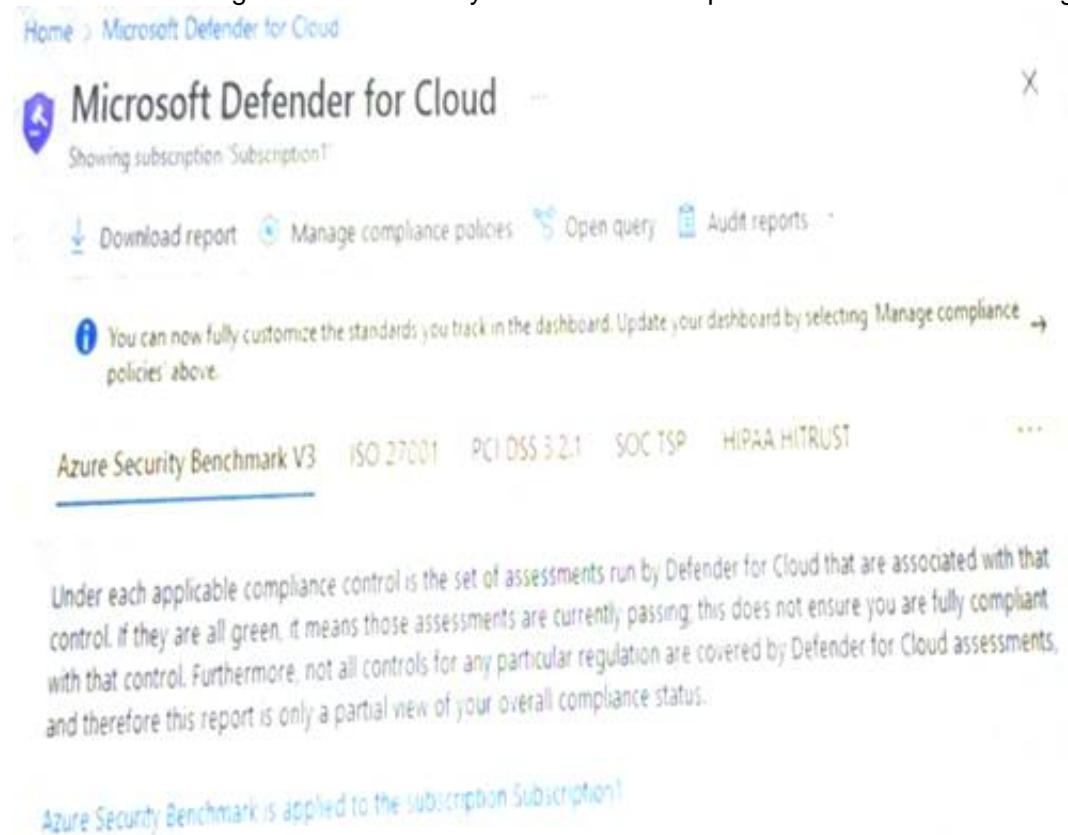 Home > Microsoft Defender for Cloud
Microsoft Defender for Cloud ...
Showing subscription 'Subscription1'
Download report Manage compliance policies Open query Audit reports
You can now fully customize the standards you track in the dashboard. Update your dashboard by selecting 'Manage compliance
policies' above.
Azure Security Benchmark V3 ISO 27001 PCI DSS 3.2.1 SOC TSP HIPAA HITRUST ...
Under each applicable compliance control is the set of assessments run by Defender for Cloud that are associated with that
control. If they are all green, it means those assessments are currently passing; this does not ensure you are fully compliant
with that control. Furthermore, not all controls for any particular regulation are covered by Defender for Cloud assessments,
and therefore this report is only a partial view of your overall compliance status.
Azure Security Benchmark is applied to the subscription Subscription1